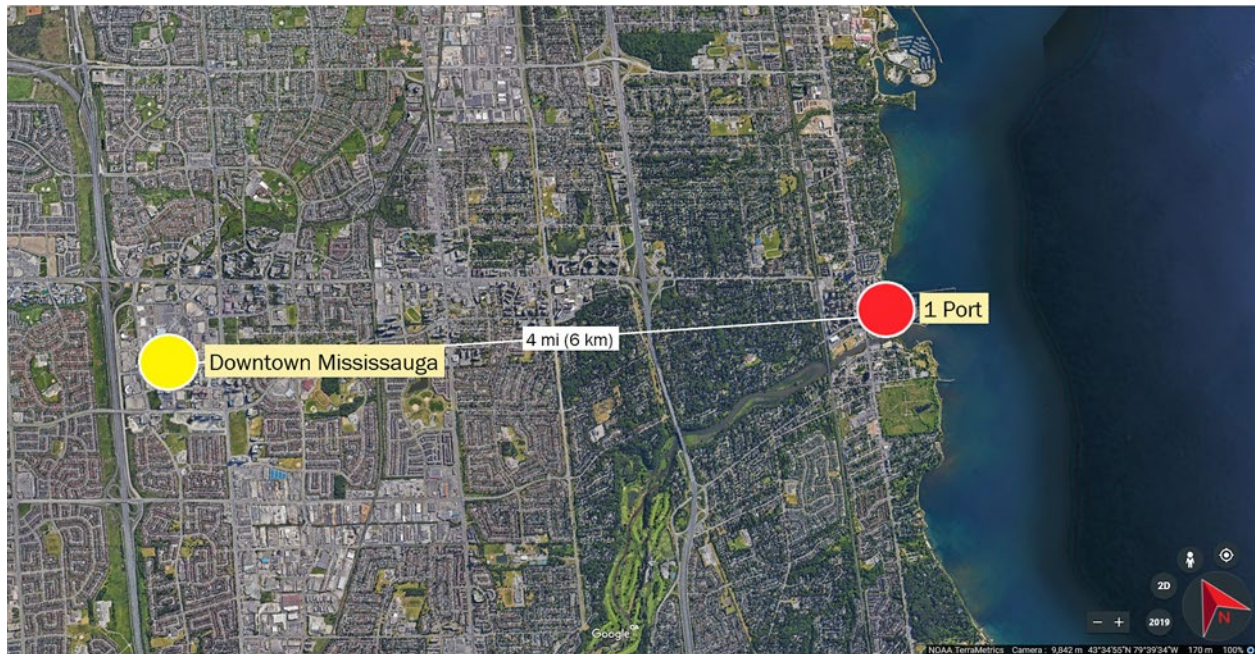 1 Port
4 mi (6 km)
Downtown Mississauga
2D
N
2019
Google
NOAA TerraMetrics Camera : 9,842 m 43°34'55"N 79°39'34"W 170 m 100%